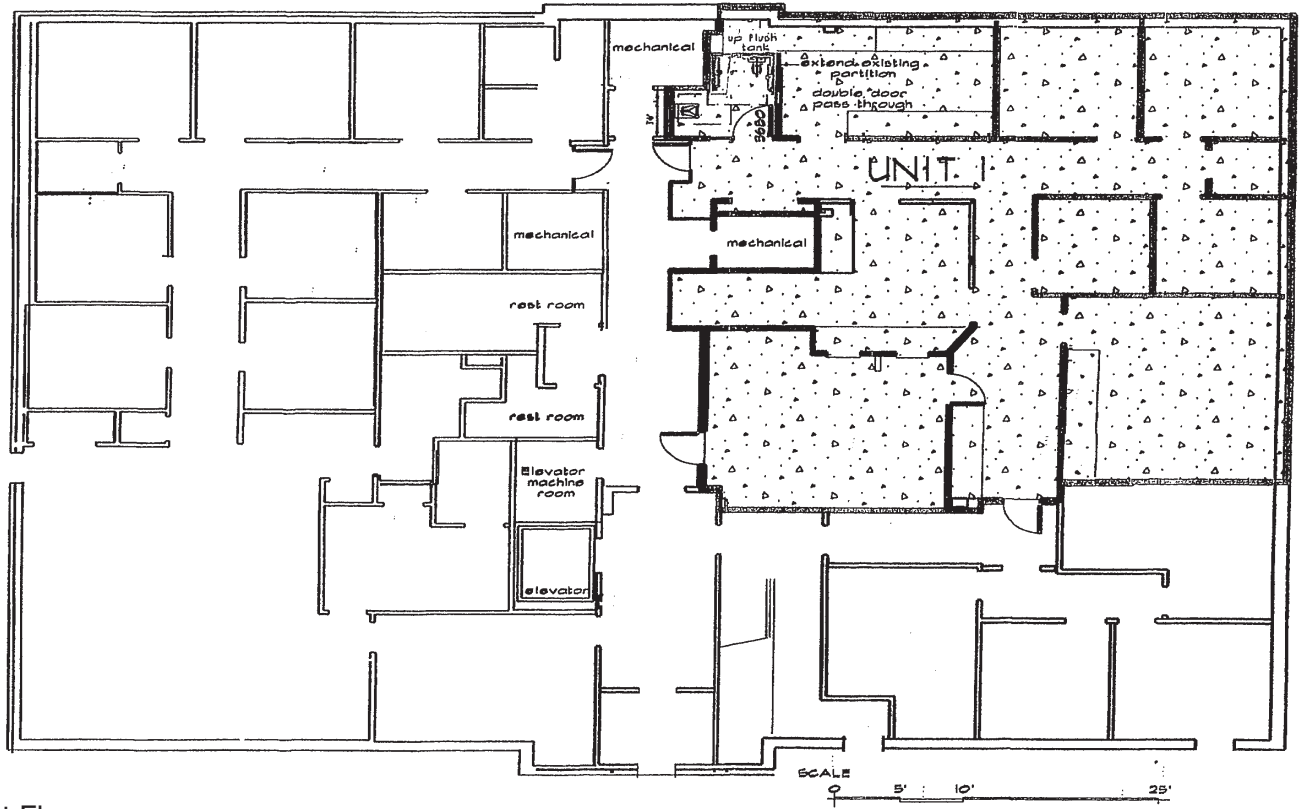 mechanical
up flush
tank
extend existing
partition
double door
pass through
3680
UNIT 1
mechanical
mechanical
rest room
rest room
Elevator
machine
room
elevator
SCALE
0 5' 10' 25'